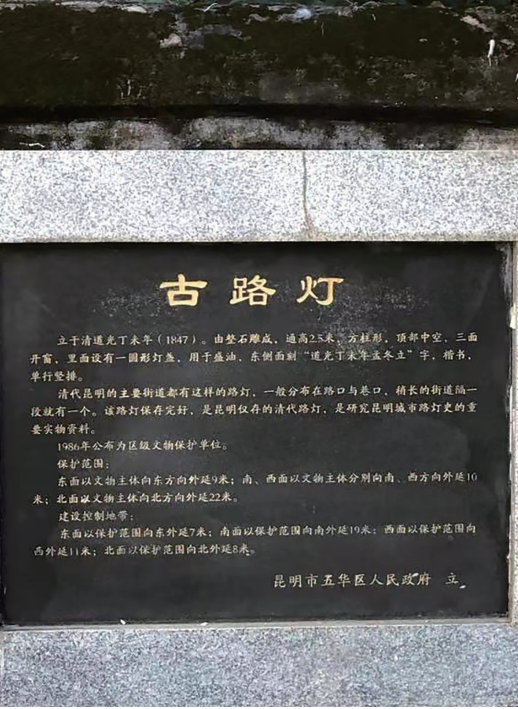 古路灯
立于清道光丁未年（1847）。由整石雕成，通高2.5米，方柱形，顶部中空、三面
开窗，里面设有一圆形灯盏，用于盛油、东侧面刻“道光丁未年孟冬立”字，楷书，
单行竖排。
清代昆明的主要街道都有这样的路灯，一般分布在路口与巷口，稍长的街道隔一
段就有一个。该路灯保存完好，是昆明仅存的清代路灯，是研究昆明城市路灯史的重
要实物资料。
1986年公布为区级文物保护单位。
保护范围：
东面以文物主体向东方向外延9米；南、西面以文物主体分别向南、西方向外延10
米；北面以文物主体向北方向外延22米。
建设控制地带：
东面以保护范围向东外延7米；南面以保护范围向南外延19米；西面以保护范围向
西外延11米；北面以保护范围向北外延8米。
昆明市五华区人民政府 立